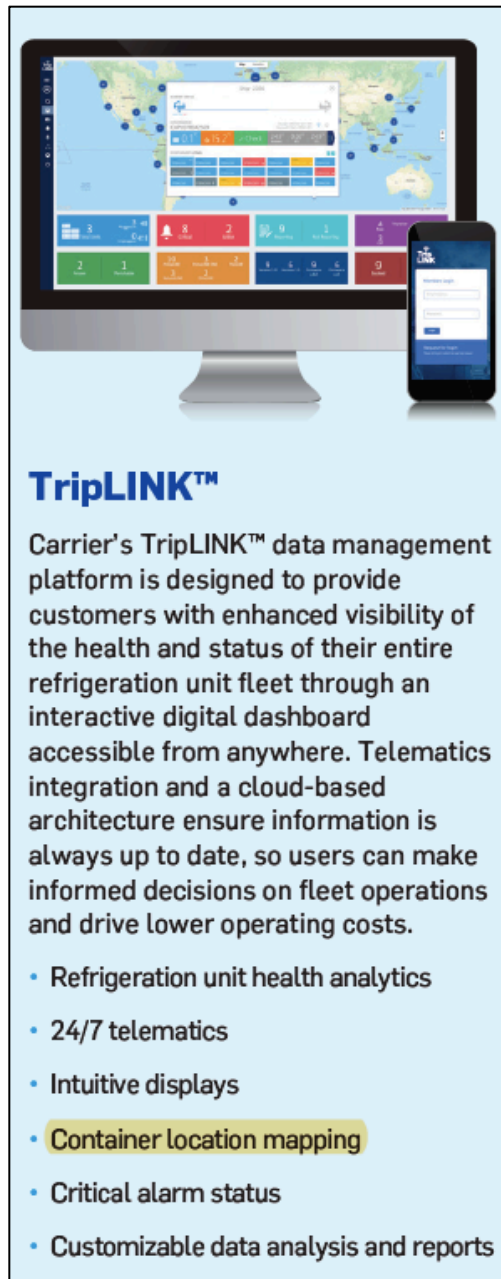 Trip
LINK
TripLINK™
Carrier's TripLINK™ data management
platform is designed to provide
customers with enhanced visibility of
the health and status of their entire
refrigeration unit fleet through an
interactive digital dashboard
accessible from anywhere. Telematics
integration and a cloud-based
architecture ensure information is
always up to date, so users can make
informed decisions on fleet operations
and drive lower operating costs.
• Refrigeration unit health analytics
• 24/7 telematics
• Intuitive displays
• Container location mapping
• Critical alarm status
• Customizable data analysis and reports